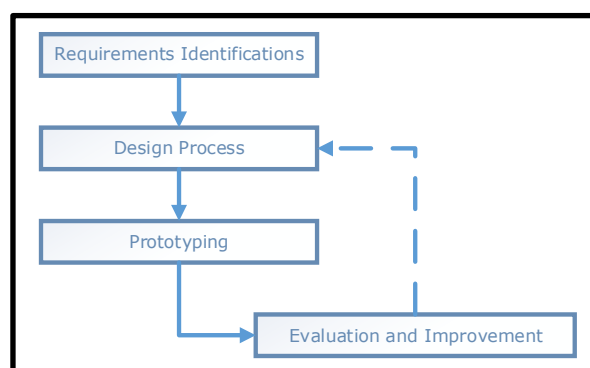 Requirements Identifications
Design Process
Prototyping
Evaluation and Improvement